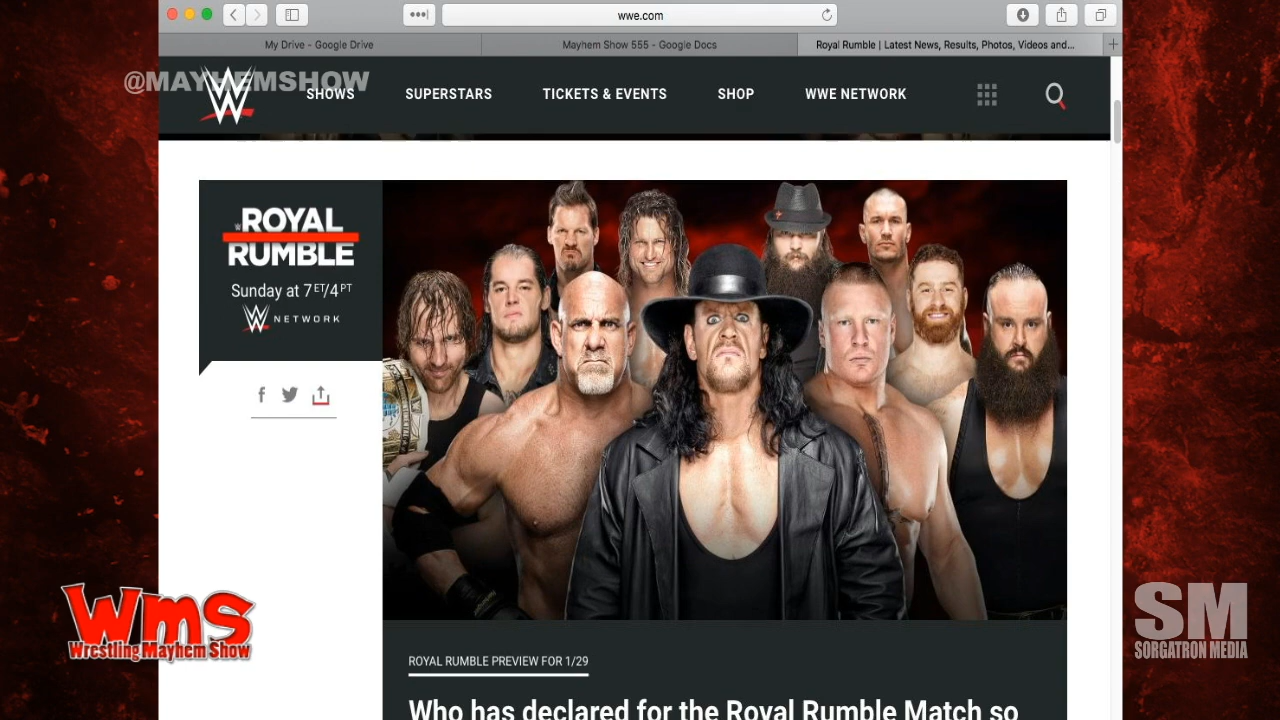 wwe.com
My Drive - Google Drive
Mayhem Show 555 - Google Docs
Royal Rumble | Latest News, Results, Photos, Videos and...
@MAYHEMSHOW
W
SHOWS
SUPERSTARS
TICKETS & EVENTS
SHOP
WWE NETWORK
ROYAL
RUMBLE
Sunday at 7ET/4PT
W NETWORK
ROYAL RUMBLE PREVIEW FOR 1/29
Who has declared for the Royal Rumble Match so
WMS
Wrestling Mayhem Show
SM
SORGATRON MEDIA